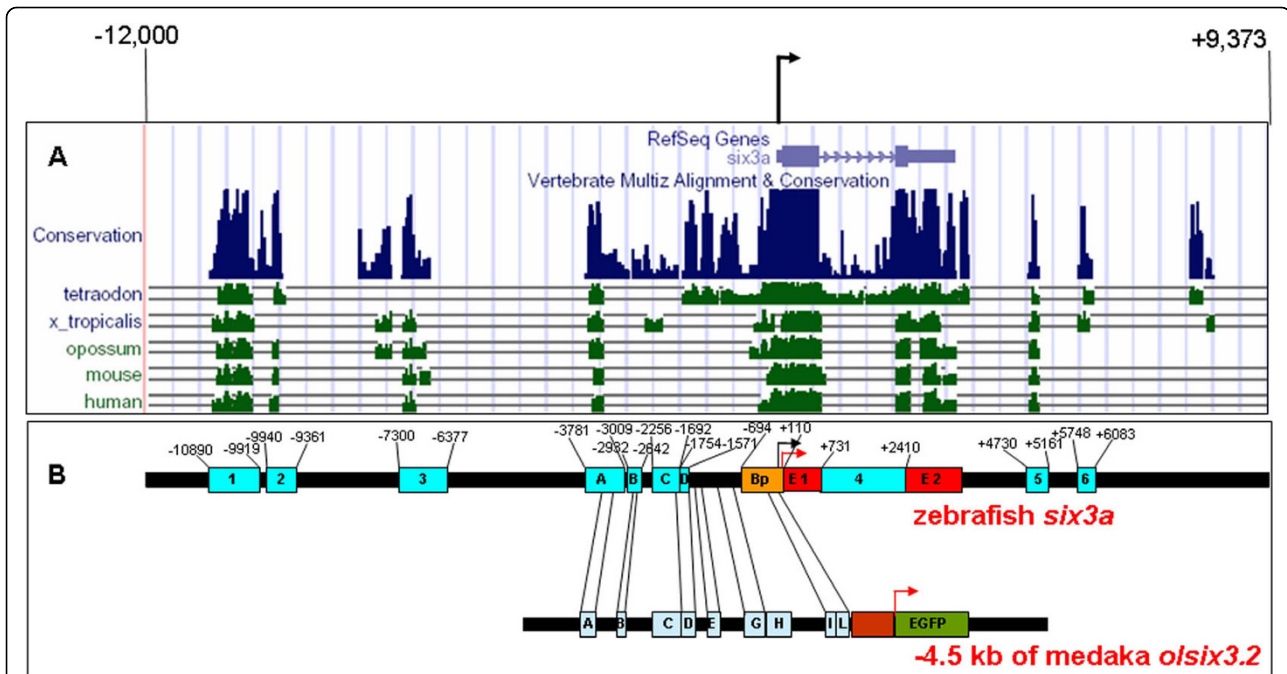 -12,000
+9,373
A
RefSeq Genes
six3a
Vertebrate Multiz Alignment & Conservation
Conservation
tetraodon
x_tropicalis
opossum
mouse
human
B
-10890
-9919
-9940
-9361
-7300
-6377
-3781
-2932
-3009
-2642
-2256
-1692
-1754
-1571
-694
+110
+731
+2410
+4730
+5161
+5748
+6083
1
2
3
A
B
C
D
Bp
E 1
4
E 2
5
6
zebrafish six3a
A
B
C
D
E
G
H
I
L
EGFP
-4.5 kb of medaka olsix3.2